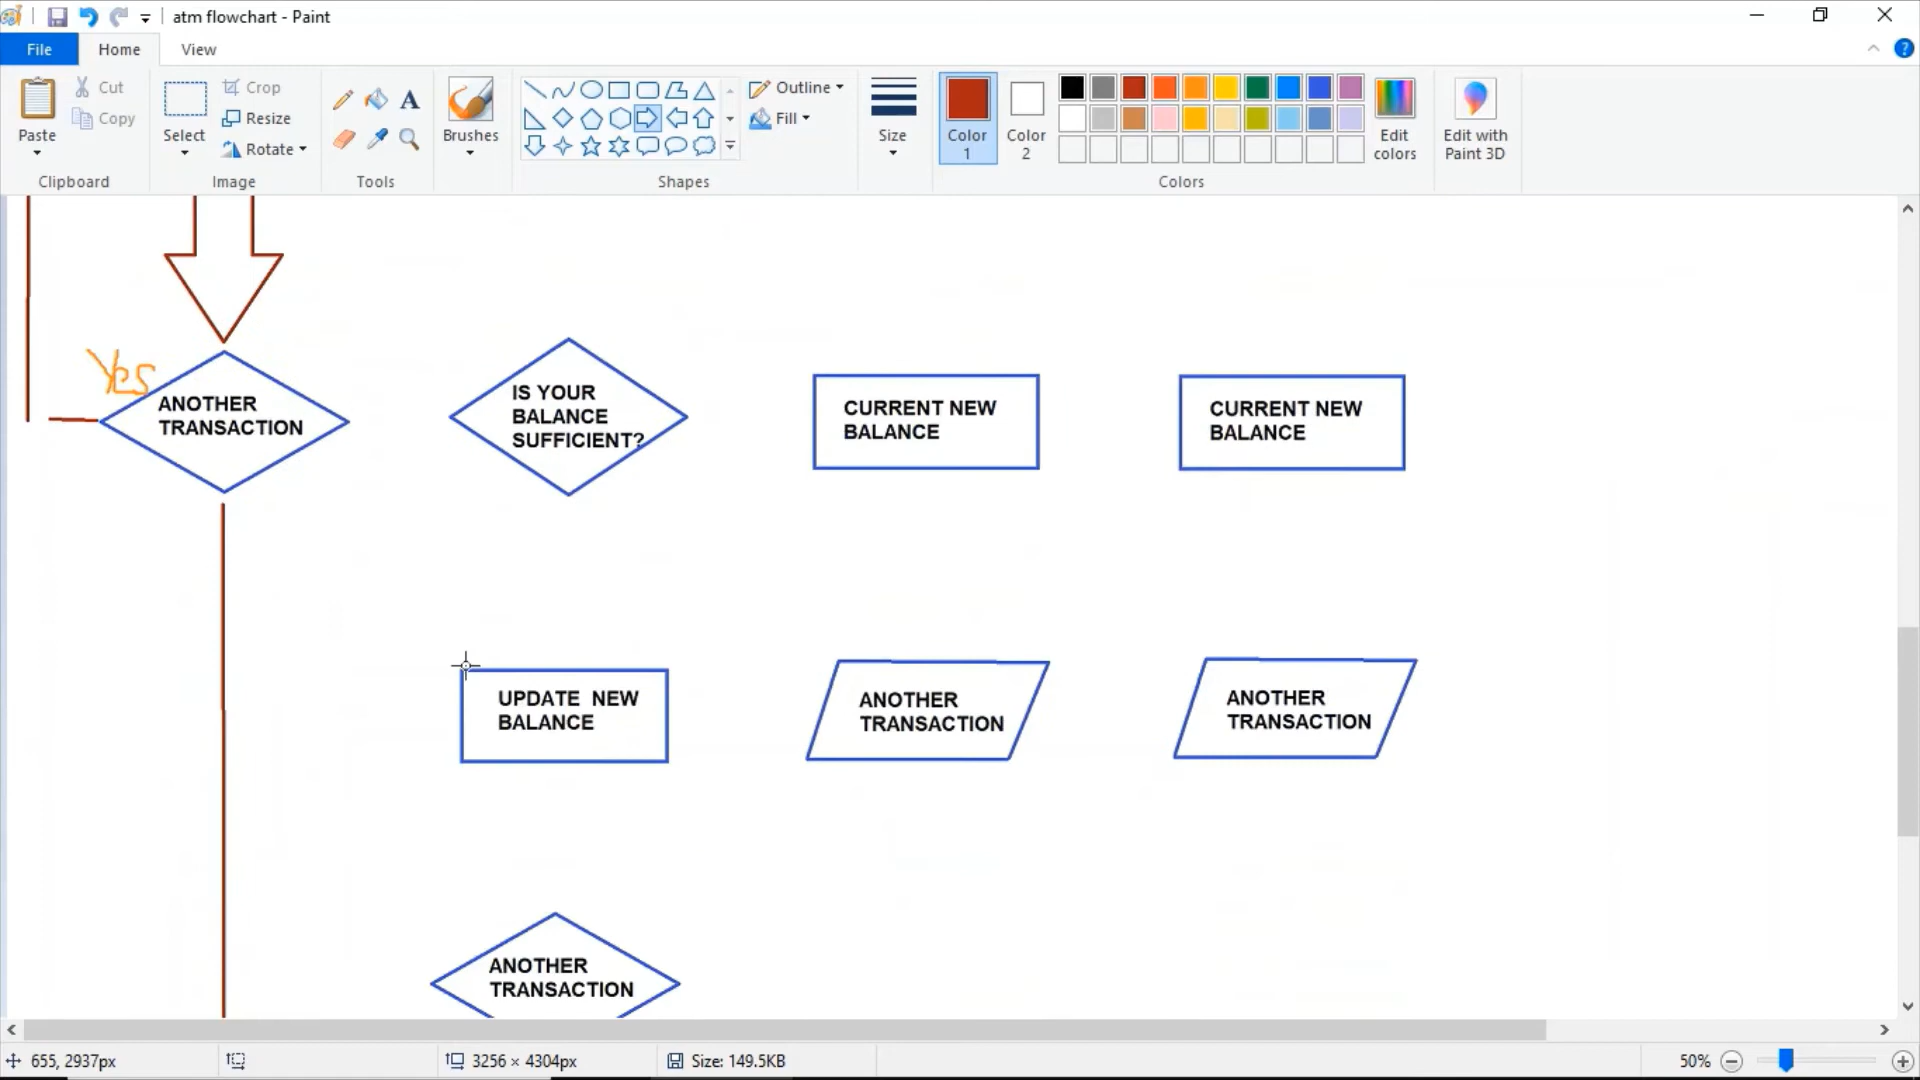 atm flowchart - Paint
File
Home
View
Paste
Cut
Copy
Clipboard
Select
Crop
Resize
Rotate
Image
Tools
Brushes
Shapes
Outline
Fill
Size
Color
1
Color
2
Colors
Edit
colors
Edit with
Paint 3D
Yes
ANOTHER
TRANSACTION
IS YOUR
BALANCE
SUFFICIENT?
CURRENT NEW
BALANCE
CURRENT NEW
BALANCE
UPDATE NEW
BALANCE
ANOTHER
TRANSACTION
ANOTHER
TRANSACTION
ANOTHER
TRANSACTION
655, 2937px
3256 × 4304px
Size: 149.5KB
50%